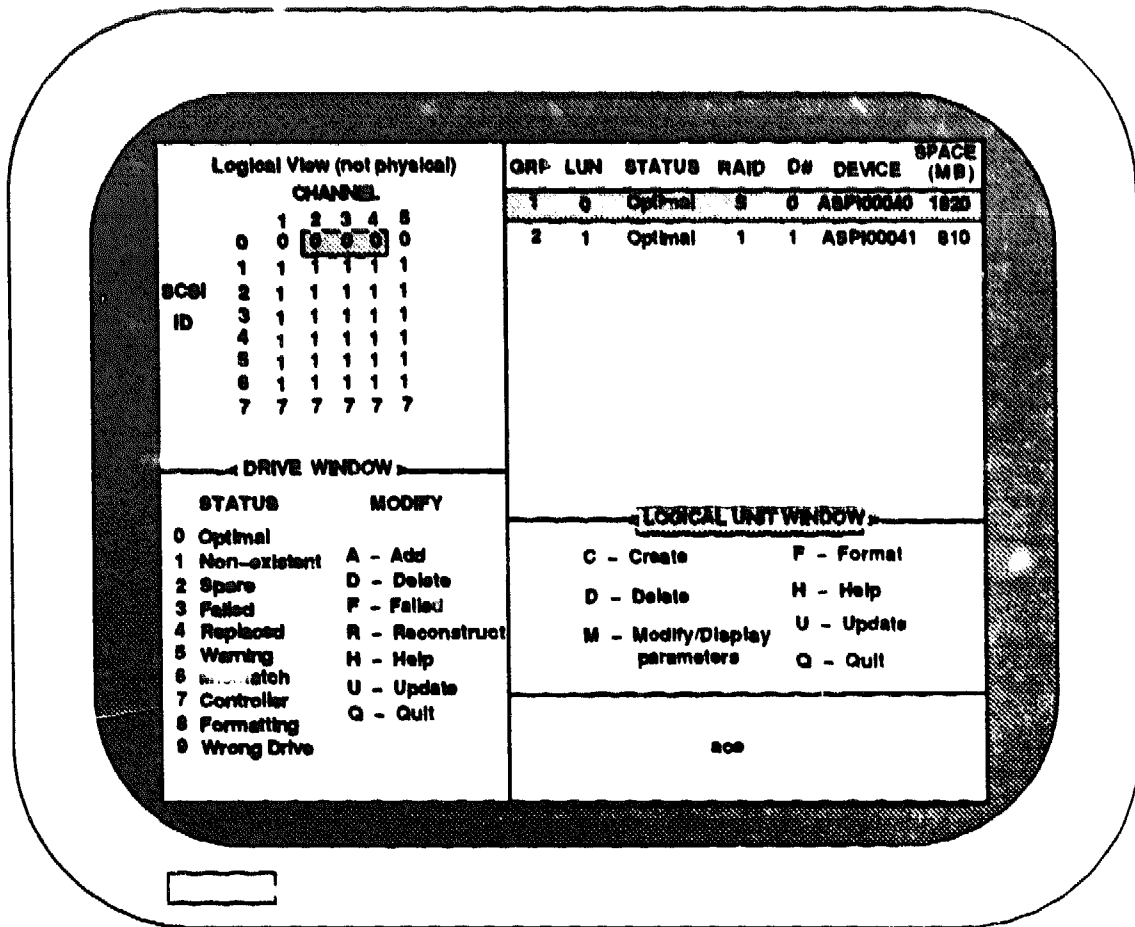 Logical View (not physical)
CHANNEL
1 2 3 4 5
0 0 0 0 0 0
1 1 1 1 1 1
SCSI
2 1 1 1 1 1
ID
3 1 1 1 1 1
4 1 1 1 1 1
5 1 1 1 1 1
6 1 1 1 1 1
7 7 7 7 7 7
DRIVE WINDOW
STATUS
0 Optimal
1 Non-existent
2 Spare
3 Failed
4 Replaced
5 Warning
6
7 Controller
8 Formatting
9 Wrong Drive
MODIFY
A - Add
D - Delete
F - Failed
R - Reconstruct
H - Help
U - Update
Q - Quit
GRP LUN STATUS RAID D# DEVICE SPACE (MB)
1 0 Optimal 5 0 ASPI00040 1620
2 1 Optimal 1 1 ASPI00041 810
LOGICAL UNIT WINDOW
C - Create
D - Delete
M - Modify/Display
parameters
F - Format
H - Help
U - Update
Q - Quit
ace